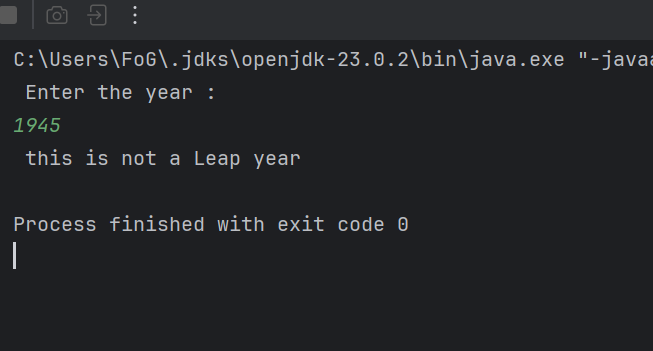 C:\Users\FoG\.jdks\openjdk-23.0.2\bin\java.exe "-java
Enter the year :
1945
this is not a Leap year
Process finished with exit code 0